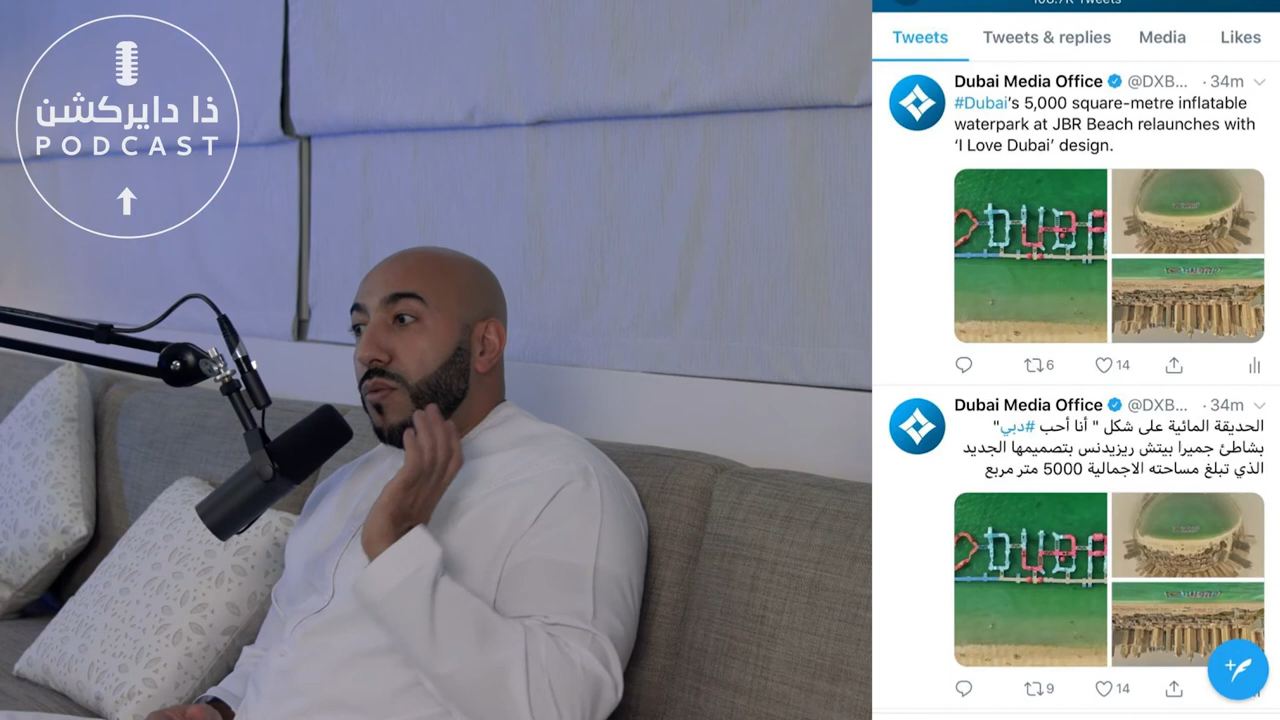 ذا دايركشن
PODCAST
Tweets
Tweets & replies
Media
Likes
Dubai Media Office @DXB... · 34m
#Dubai's 5,000 square-metre inflatable
waterpark at JBR Beach relaunches with
'I Love Dubai' design.
6
14
Dubai Media Office @DXB... · 34m
الحديقة المائية على شكل " أنا أحب #دبي"
بشاطئ جميرا بيتش ريزيدنس بتصميمها الجديد
الذي تبلغ مساحته الاجمالية 5000 متر مربع
9
14